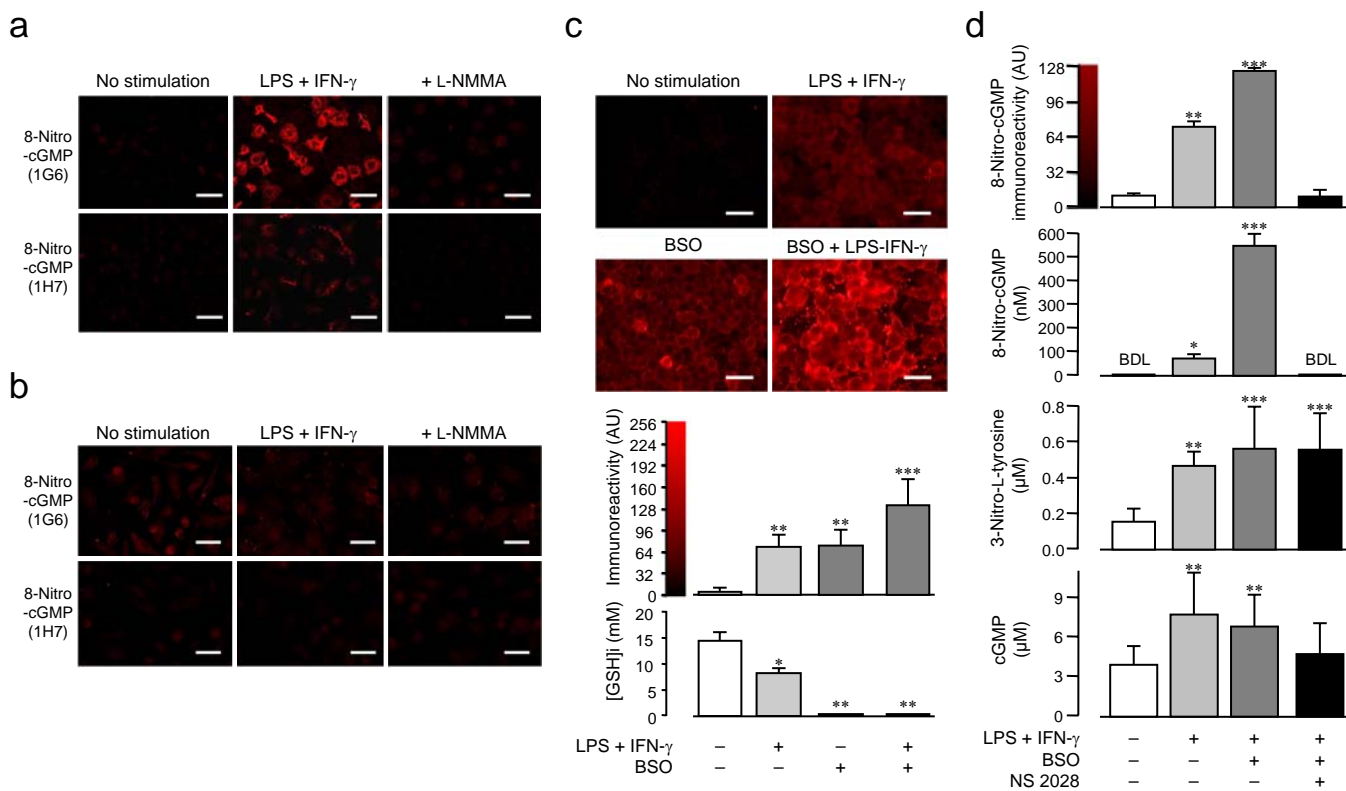 a
No stimulation LPS + IFN-γ + L-NMMA
8-Nitro
-cGMP
(1G6)
8-Nitro
-cGMP
(1H7)
b
No stimulation LPS + IFN-γ + L-NMMA
8-Nitro
-cGMP
(1G6)
8-Nitro
-cGMP
(1H7)
c
No stimulation LPS + IFN-γ
BSO BSO + LPS-IFN-γ
Immunoreactivity (AU)
256
224
192
160
128
96
64
32
0
** ** ***
[GSH]i (mM)
20
15
10
5
0
* ** **
LPS + IFN-γ – + – +
BSO – – + +
d
8-Nitro-cGMP
immunoreactivity (AU)
128
96
64
32
0
** ***
8-Nitro-cGMP
(nM)
600
500
400
300
200
100
0
BDL * *** BDL
3-Nitro-L-tyrosine
(μM)
0.8
0.6
0.4
0.2
0.0
** *** ***
cGMP
(μM)
9
6
3
0
** **
LPS + IFN-γ – + + +
BSO – – + +
NS 2028 – – – +